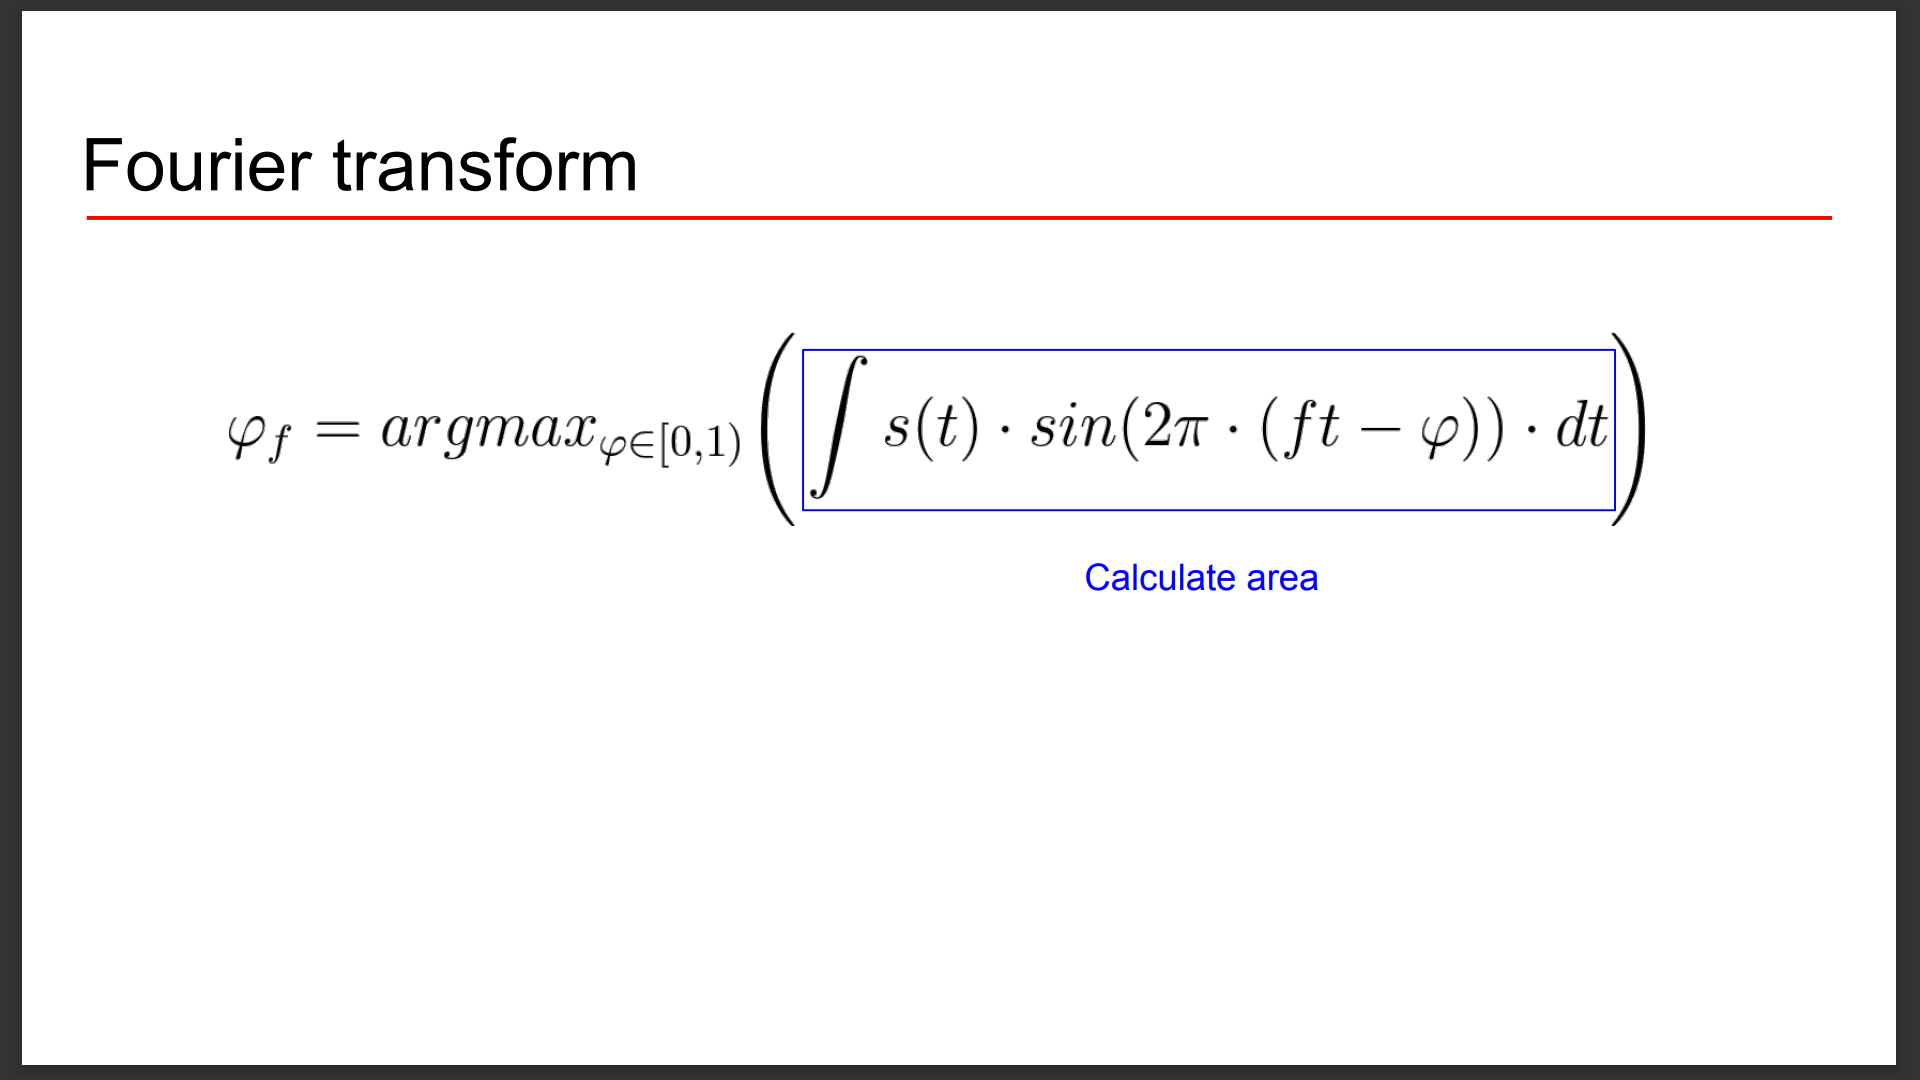 Fourier transform
φ_f = argmax_{φ∈[0,1)} ( ∫ s(t) · sin(2π · (ft − φ)) · dt )
Calculate area